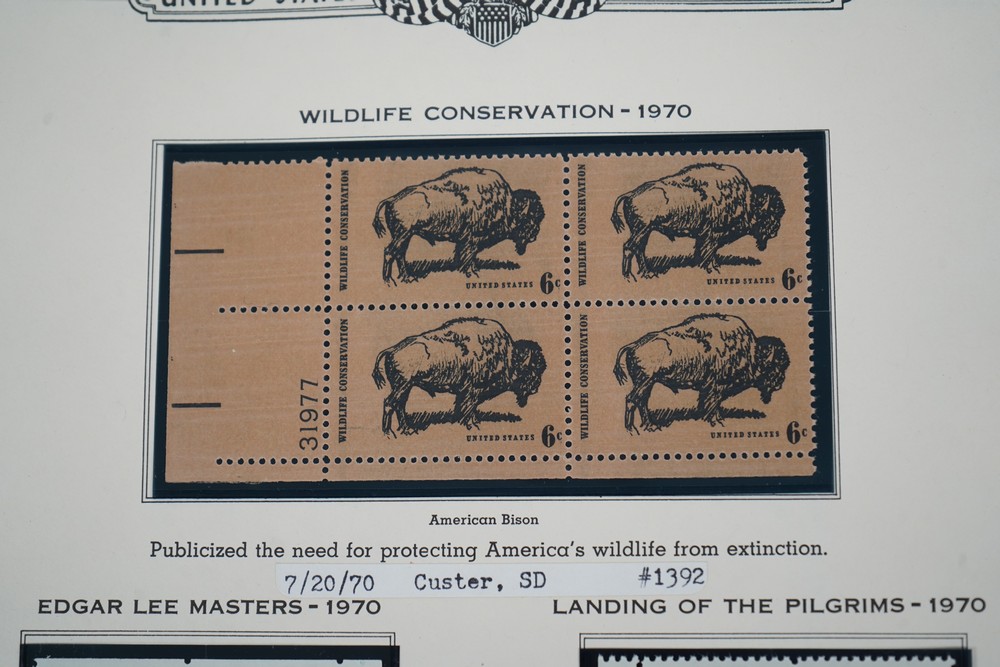 UNITED STATES
WILDLIFE CONSERVATION - 1970
WILDLIFE CONSERVATION
UNITED STATES 6c
WILDLIFE CONSERVATION
UNITED STATES 6c
31977
WILDLIFE CONSERVATION
UNITED STATES 6c
WILDLIFE CONSERVATION
UNITED STATES 6c
American Bison
Publicized the need for protecting America's wildlife from extinction.
7/20/70 Custer, SD #1392
EDGAR LEE MASTERS - 1970
LANDING OF THE PILGRIMS - 1970